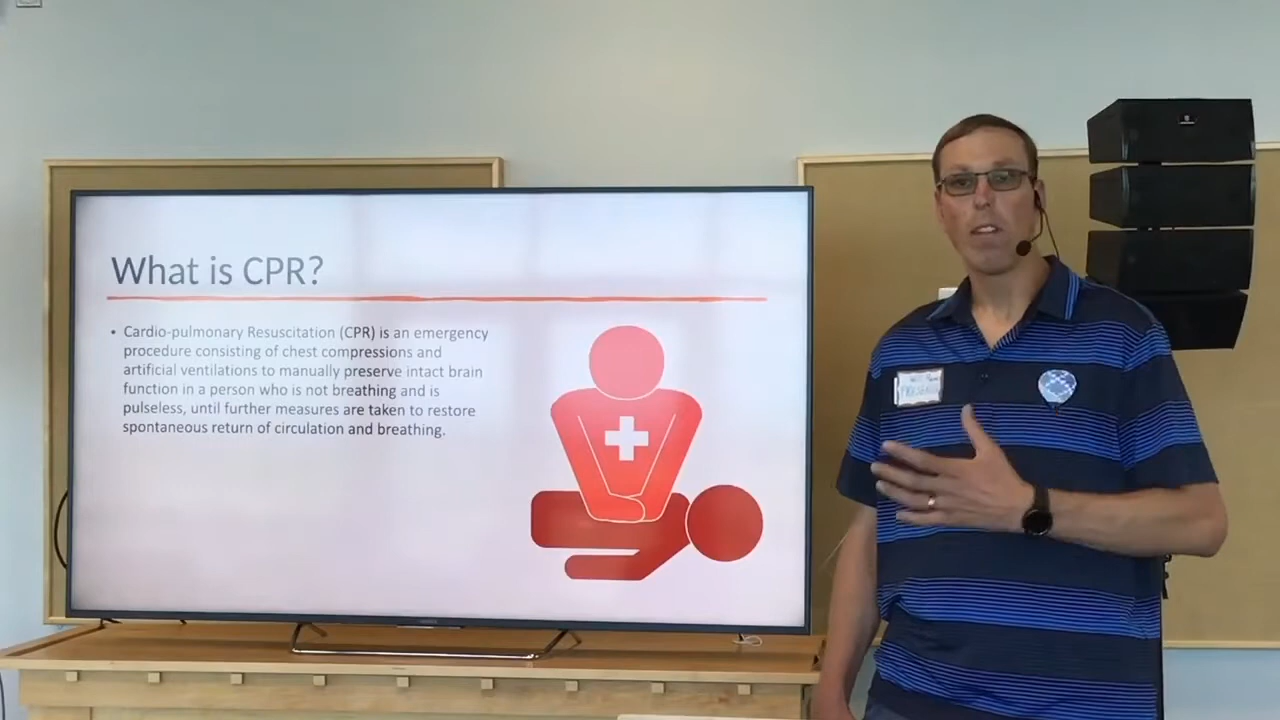 What is CPR?
• Cardio-pulmonary Resuscitation (CPR) is an emergency
procedure consisting of chest compressions and
artificial ventilations to manually preserve intact brain
function in a person who is not breathing and is
pulseless, until further measures are taken to restore
spontaneous return of circulation and breathing.